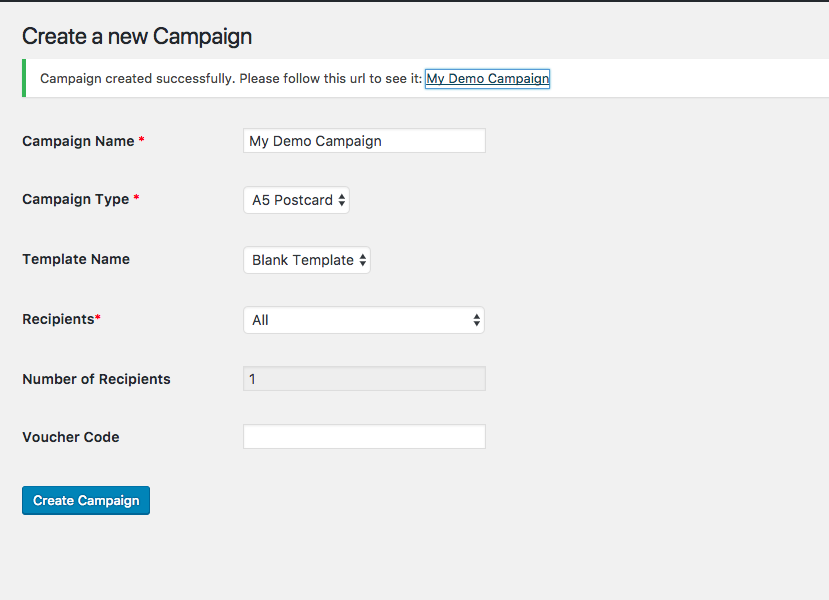 Create a new Campaign
Campaign created successfully. Please follow this url to see it: My Demo Campaign
Campaign Name * My Demo Campaign
Campaign Type * A5 Postcard
Template Name Blank Template
Recipients* All
Number of Recipients 1
Voucher Code
Create Campaign